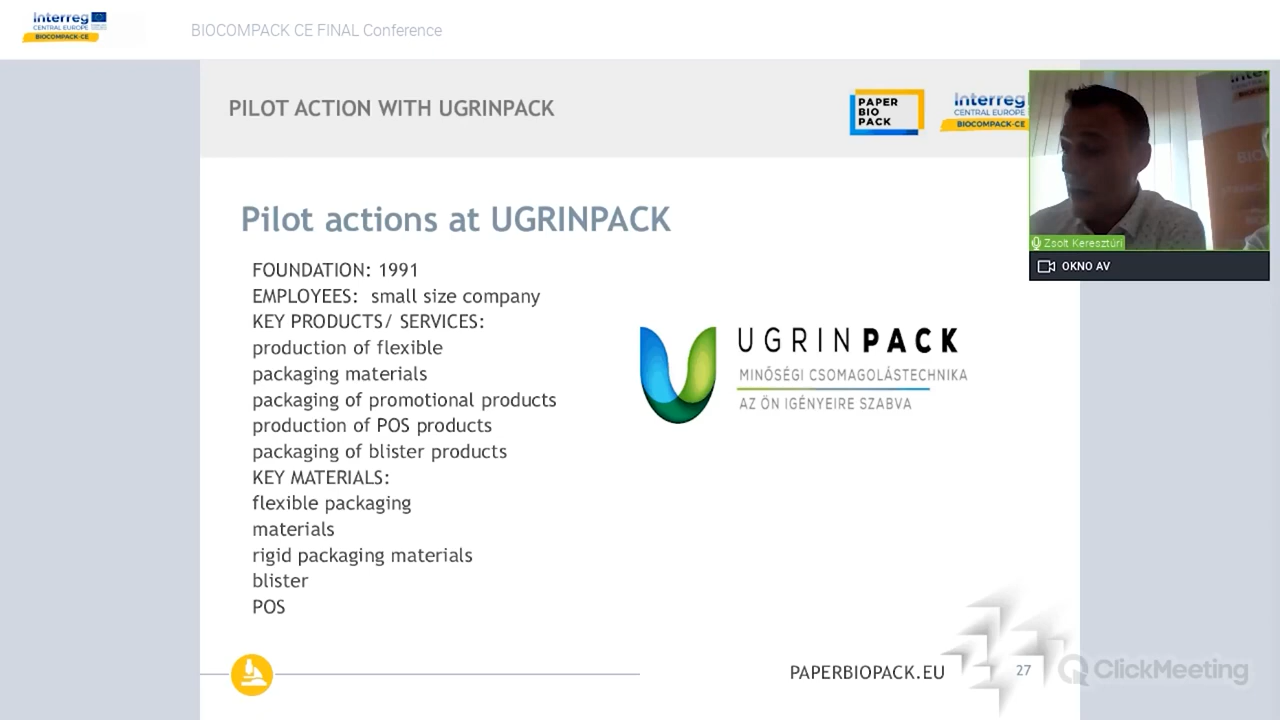 Interreg
CENTRAL EUROPE
BIOCOMPACK-CE
BIOCOMPACK CE FINAL Conference
PILOT ACTION WITH UGRINPACK
PAPER
BIO
PACK
Interreg
CENTRAL EUROPE
BIOCOMPACK-CE
Zsolt Keresztúri
OKNO AV
Pilot actions at UGRINPACK
FOUNDATION: 1991
EMPLOYEES: small size company
KEY PRODUCTS/ SERVICES:
production of flexible
packaging materials
packaging of promotional products
production of POS products
packaging of blister products
KEY MATERIALS:
flexible packaging
materials
rigid packaging materials
blister
POS
UGRINPACK
MINŐSÉGI CSOMAGOLÁSTECHNIKA
AZ ÖN IGÉNYEIRE SZABVA
PAPERBIOPACK.EU
27
ClickMeeting